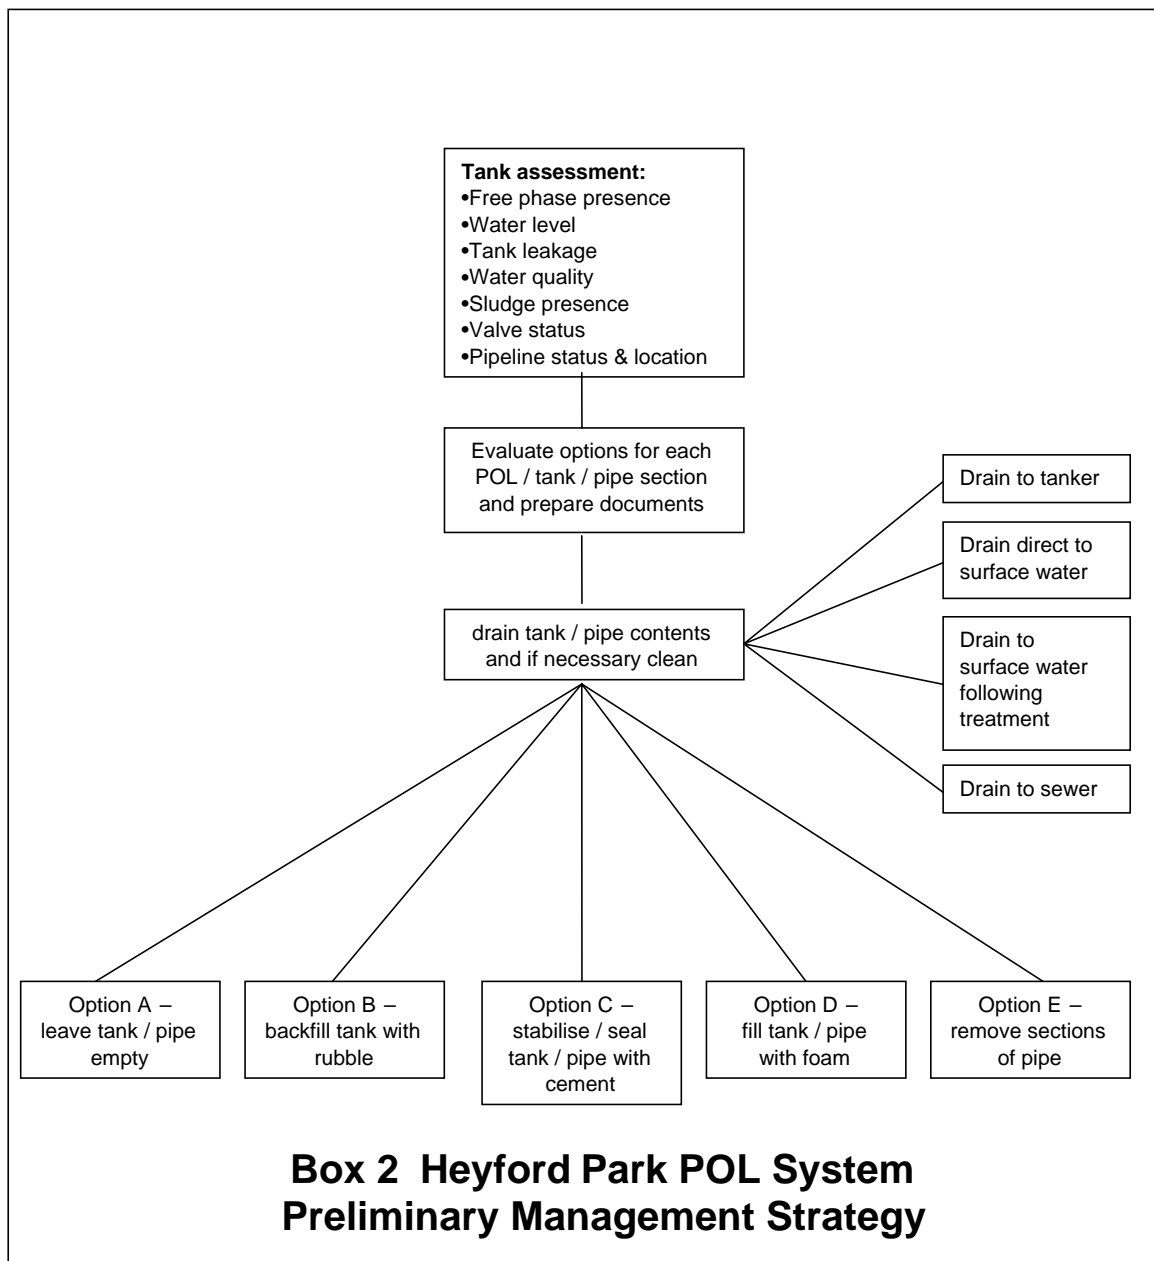 Tank assessment:
•Free phase presence
•Water level
•Tank leakage
•Water quality
•Sludge presence
•Valve status
•Pipeline status & location
Evaluate options for each
POL / tank / pipe section
and prepare documents
drain tank / pipe contents
and if necessary clean
Drain to tanker
Drain direct to
surface water
Drain to
surface water
following
treatment
Drain to sewer
Option A –
leave tank / pipe
empty
Option B –
backfill tank with
rubble
Option C –
stabilise / seal
tank / pipe with
cement
Option D –
fill tank / pipe
with foam
Option E –
remove sections
of pipe
Box 2 Heyford Park POL System
Preliminary Management Strategy